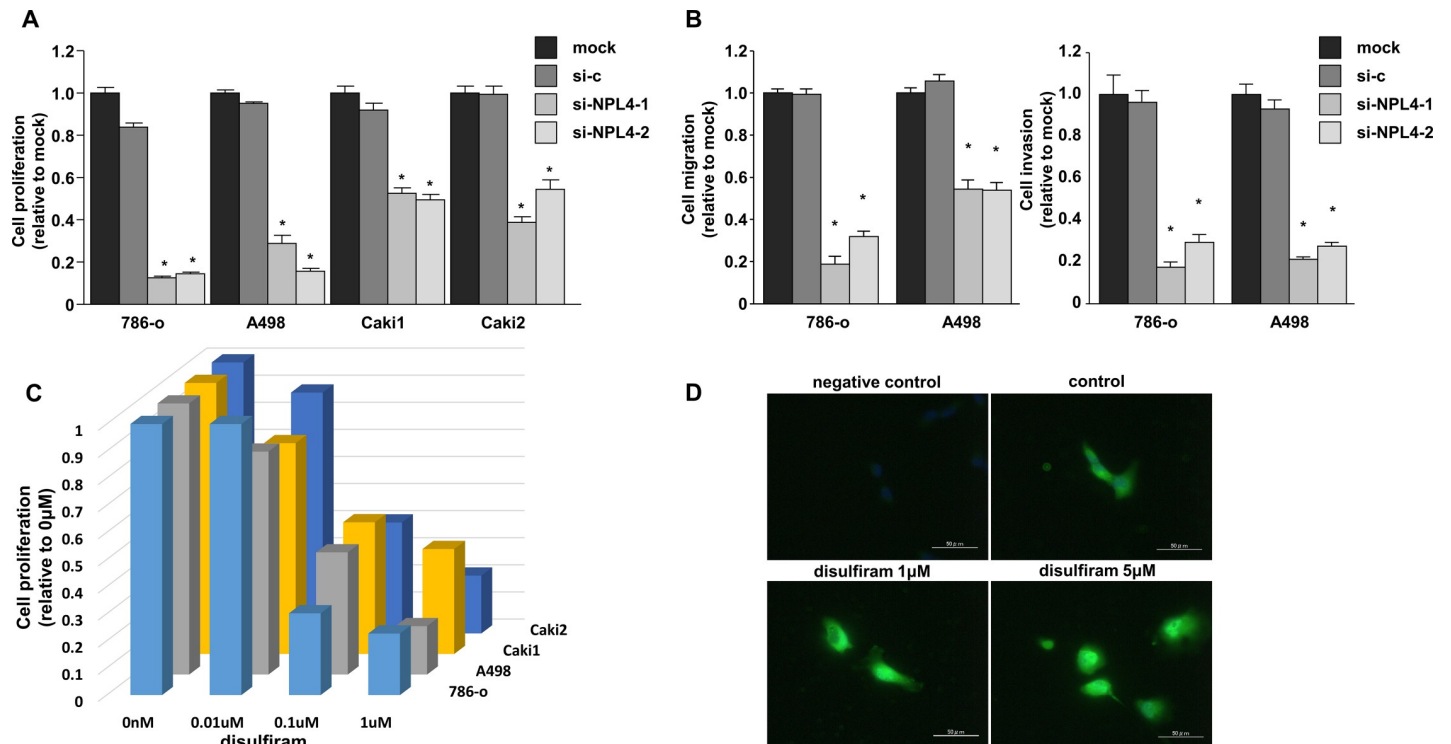 A
1.2
1.0
0.8
0.6
0.4
0.2
0
Cell proliferation
(relative to mock)
mock
si-c
si-NPL4-1
si-NPL4-2
* * * * * * * *
786-o A498 Caki1 Caki2
B
1.2
1.0
0.8
0.6
0.4
0.2
0
Cell migration
(relative to mock)
* * * *
786-o A498
1.2
1.0
0.8
0.6
0.4
0.2
0
Cell invasion
(relative to mock)
* * * *
786-o A498
mock
si-c
si-NPL4-1
si-NPL4-2
C
1
0.9
0.8
0.7
0.6
0.5
0.4
0.3
0.2
0.1
0
Cell proliferation
(relative to 0μM)
Caki2
Caki1
A498
786-o
0nM 0.01uM 0.1uM 1uM
disulfiram
D
negative control
50μm
control
50μm
disulfiram 1μM
50μm
disulfiram 5μM
50μm